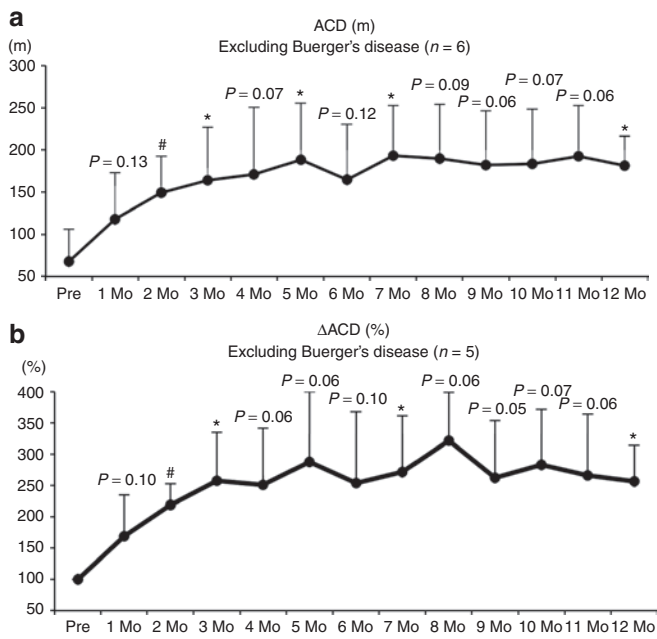 a
ACD (m)
Excluding Buerger's disease (n = 6)
(m)
300
250
200
150
100
50
P = 0.13
#
*
P = 0.07
*
P = 0.12
*
P = 0.09
P = 0.06
P = 0.07
P = 0.06
*
Pre 1 Mo 2 Mo 3 Mo 4 Mo 5 Mo 6 Mo 7 Mo 8 Mo 9 Mo 10 Mo 11 Mo 12 Mo
b
ΔACD (%)
Excluding Buerger's disease (n = 5)
(%)
400
350
300
250
200
150
100
50
P = 0.10
#
*
P = 0.06
P = 0.06
P = 0.10
*
P = 0.06
P = 0.05
P = 0.07
P = 0.06
*
Pre 1 Mo 2 Mo 3 Mo 4 Mo 5 Mo 6 Mo 7 Mo 8 Mo 9 Mo 10 Mo 11 Mo 12 Mo